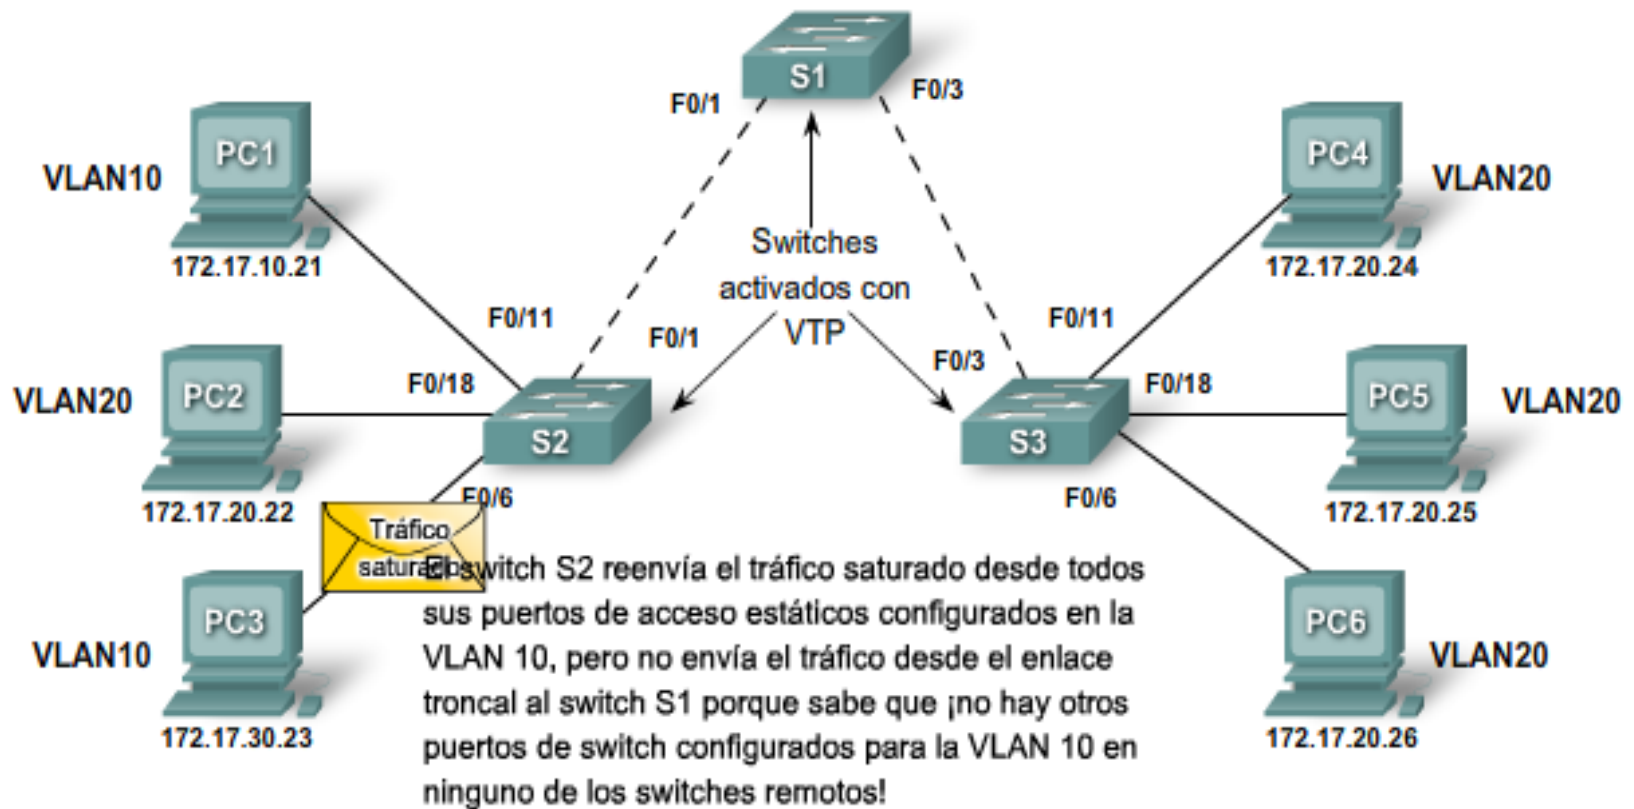 S1
F0/1
F0/3
PC1
VLAN10
172.17.10.21
PC4
VLAN20
172.17.20.24
Switches
activados con
VTP
F0/11
F0/1
F0/11
F0/3
PC2
VLAN20
172.17.20.22
F0/18
S2
F0/6
S3
F0/18
F0/6
PC5
VLAN20
172.17.20.25
Tráfico
saturado
PC3
VLAN10
172.17.30.23
PC6
VLAN20
172.17.20.26
El switch S2 reenvía el tráfico saturado desde todos
sus puertos de acceso estáticos configurados en la
VLAN 10, pero no envía el tráfico desde el enlace
troncal al switch S1 porque sabe que ¡no hay otros
puertos de switch configurados para la VLAN 10 en
ninguno de los switches remotos!